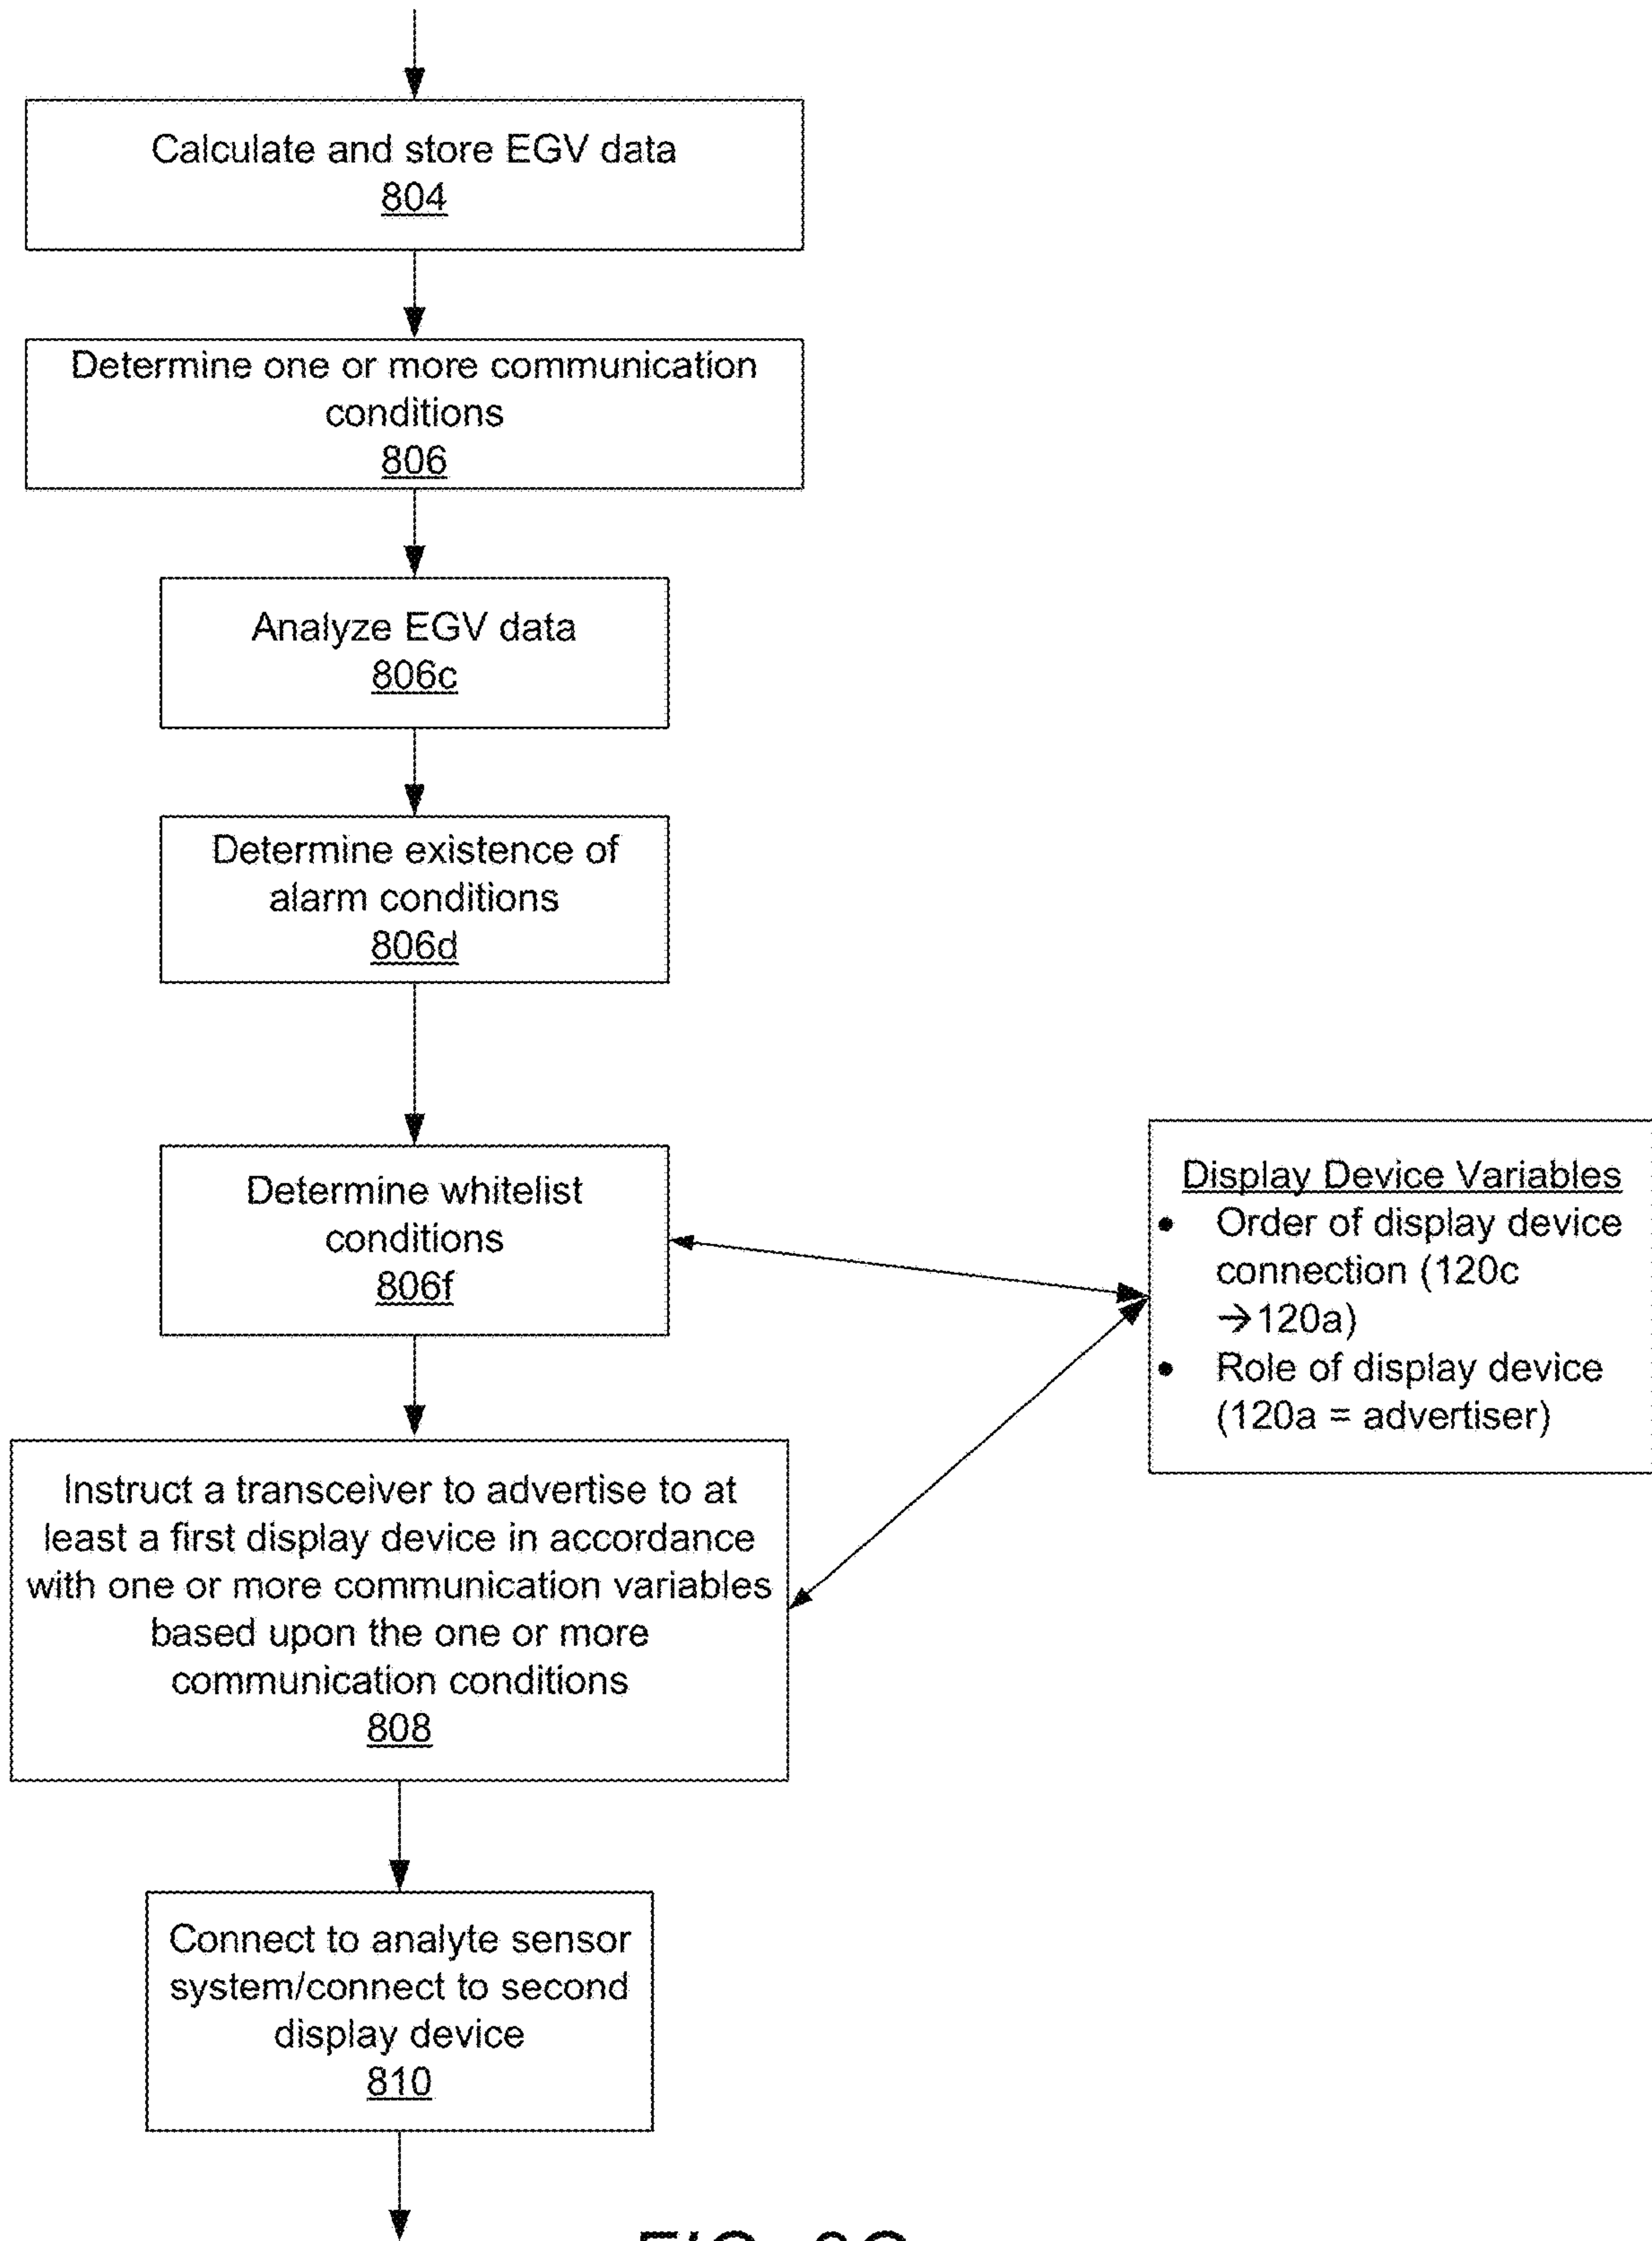 Calculate and store EGV data
804
Determine one or more communication
conditions
806
Analyze EGV data
806c
Determine existence of
alarm conditions
806d
Determine whitelist
conditions
806f
Display Device Variables
• Order of display device
connection (120c
→120a)
• Role of display device
(120a = advertiser)
Instruct a transceiver to advertise to at
least a first display device in accordance
with one or more communication variables
based upon the one or more
communication conditions
808
Connect to analyte sensor
system/connect to second
display device
810
FIG.